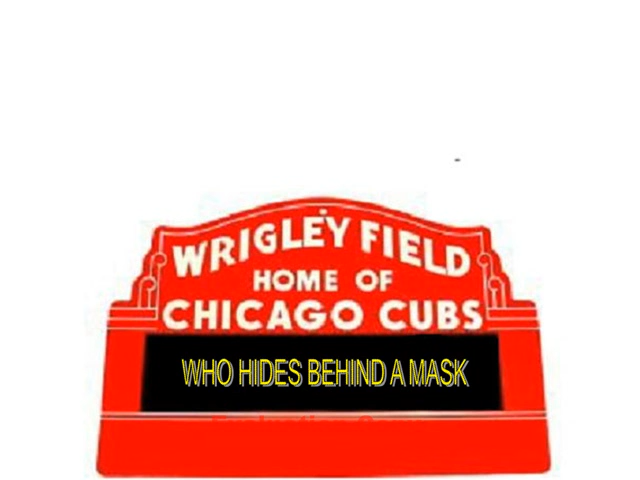 WRIGLEY FIELD
HOME OF
CHICAGO CUBS
WHO HIDES BEHIND A MASK